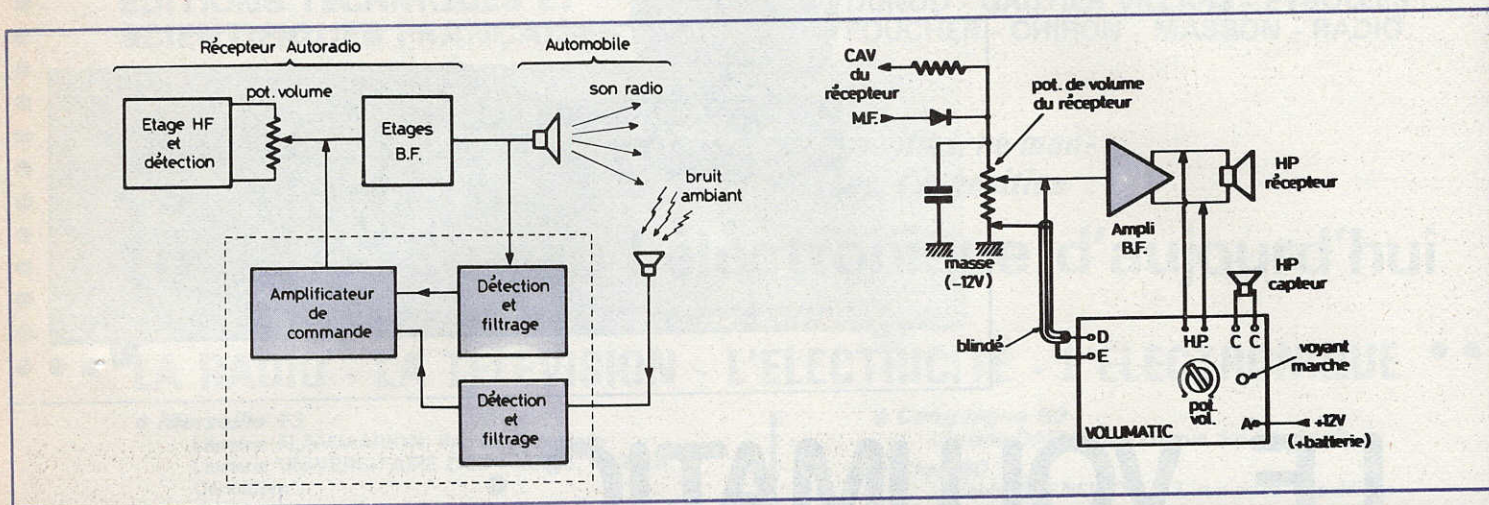 Récepteur Autoradio
Automobile
pot. volume
son radio
Etage HF
et
détection
Etages
B.F.
bruit
ambiant
Amplificateur
de
commande
Détection
et
filtrage
Détection
et
filtrage
CAV
du
récepteur
M.F.
pot. de volume
du récepteur
HP
récepteur
Ampli
B.F.
masse
(-12V)
HP
capteur
blindé
D
E
H.P.
C C
voyant
marche
pot.
vol.
VOLUMATIC
A
+12V
(+batterie)